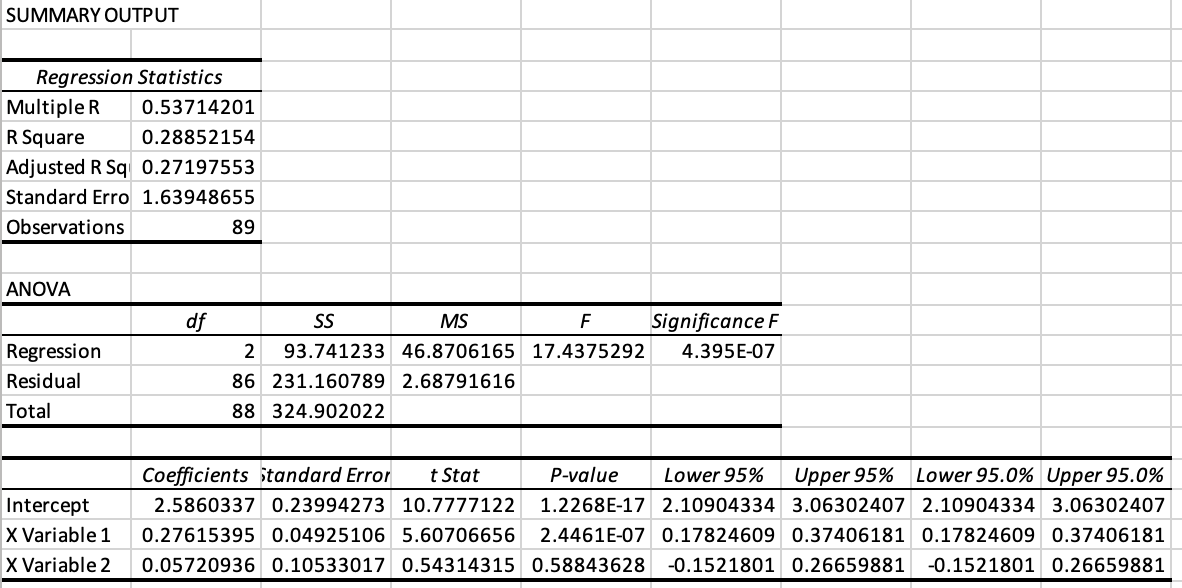 SUMMARY OUTPUT
Regression Statistics
Multiple R 0.53714201
R Square 0.28852154
Adjusted R Sq 0.27197553
Standard Erro 1.63948655
Observations 89
ANOVA
df SS MS F Significance F
Regression 2 93.741233 46.8706165 17.4375292 4.395E-07
Residual 86 231.160789 2.68791616
Total 88 324.902022
Coefficients Standard Error t Stat P-value Lower 95% Upper 95% Lower 95.0% Upper 95.0%
Intercept 2.5860337 0.23994273 10.7777122 1.2268E-17 2.10904334 3.06302407 2.10904334 3.06302407
X Variable 1 0.27615395 0.04925106 5.60706656 2.4461E-07 0.17824609 0.37406181 0.17824609 0.37406181
X Variable 2 0.05720936 0.10533017 0.54314315 0.58843628 -0.1521801 0.26659881 -0.1521801 0.26659881